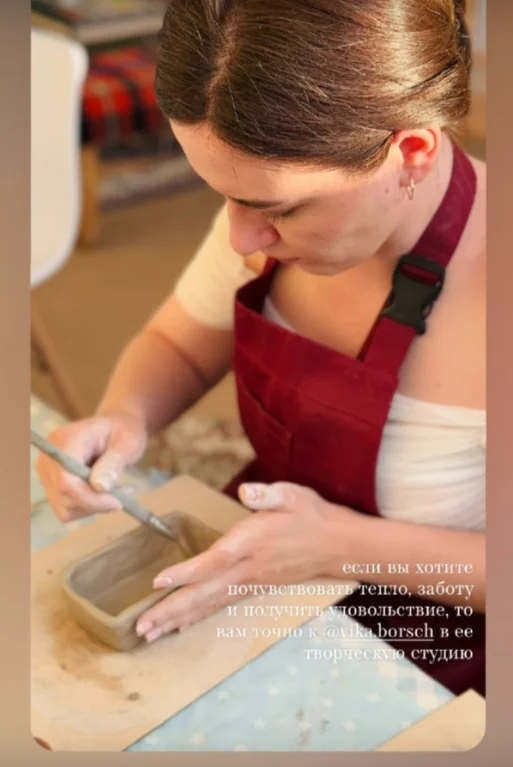 если вы хотите
почувствовать тепло, заботу
и получить удовольствие, то
вам точно к @vika.borsch в ее
творческую студию